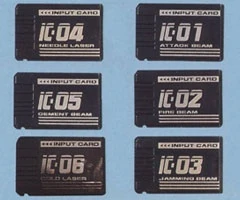 INPUT CARD
IC-04
NEEDLE LASER
INPUT CARD
IC-01
ATTACK BEAM
INPUT CARD
IC-05
CEMENT BEAM
INPUT CARD
IC-02
FIRE BEAM
INPUT CARD
IC-06
COLD LASER
INPUT CARD
IC-03
JAMMING BEAM